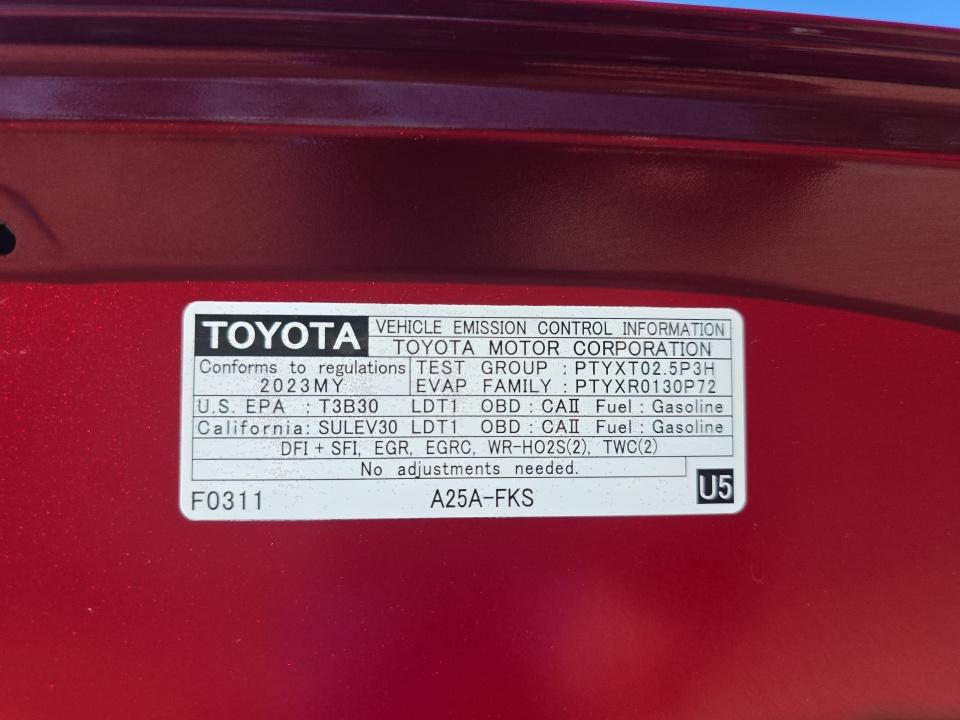 TOYOTA VEHICLE EMISSION CONTROL INFORMATION
TOYOTA MOTOR CORPORATION
Conforms to regulations TEST GROUP : PTYXT02.5P3H
2023MY EVAP FAMILY : PTYXR0130P72
U.S. EPA : T3B30 LDT1 OBD : CAⅡ Fuel : Gasoline
California: SULEV30 LDT1 OBD : CAⅡ Fuel : Gasoline
DFI + SFI, EGR, EGRC, WR-HO2S(2), TWC(2)
No adjustments needed.
F0311 A25A-FKS U5